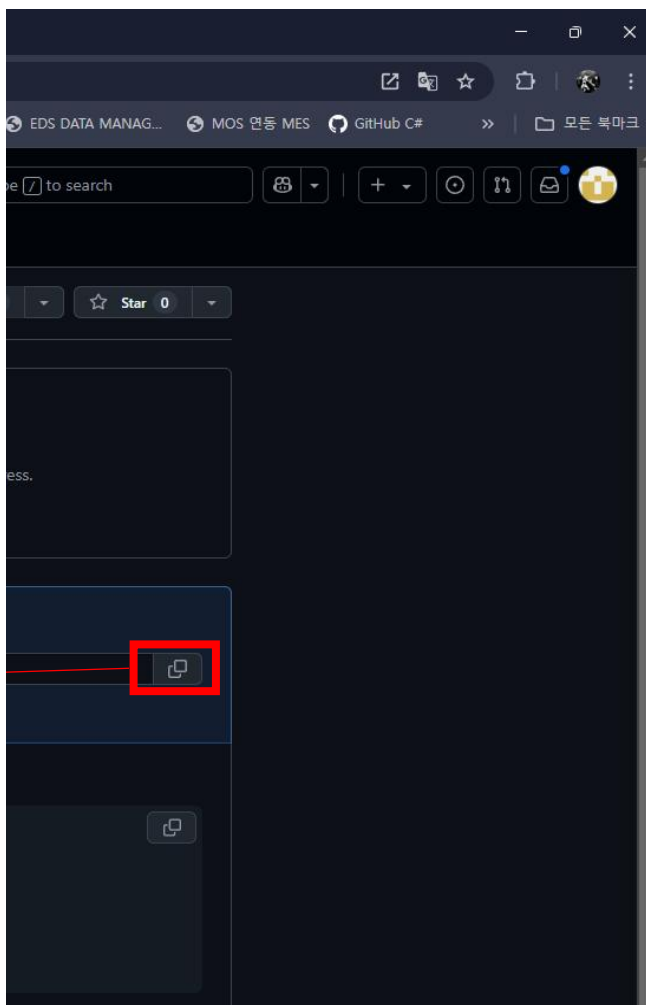 EDS DATA MANAG... MOS 연동 MES GitHub C# » 모든 북마크
/ to search
Star 0
ess.